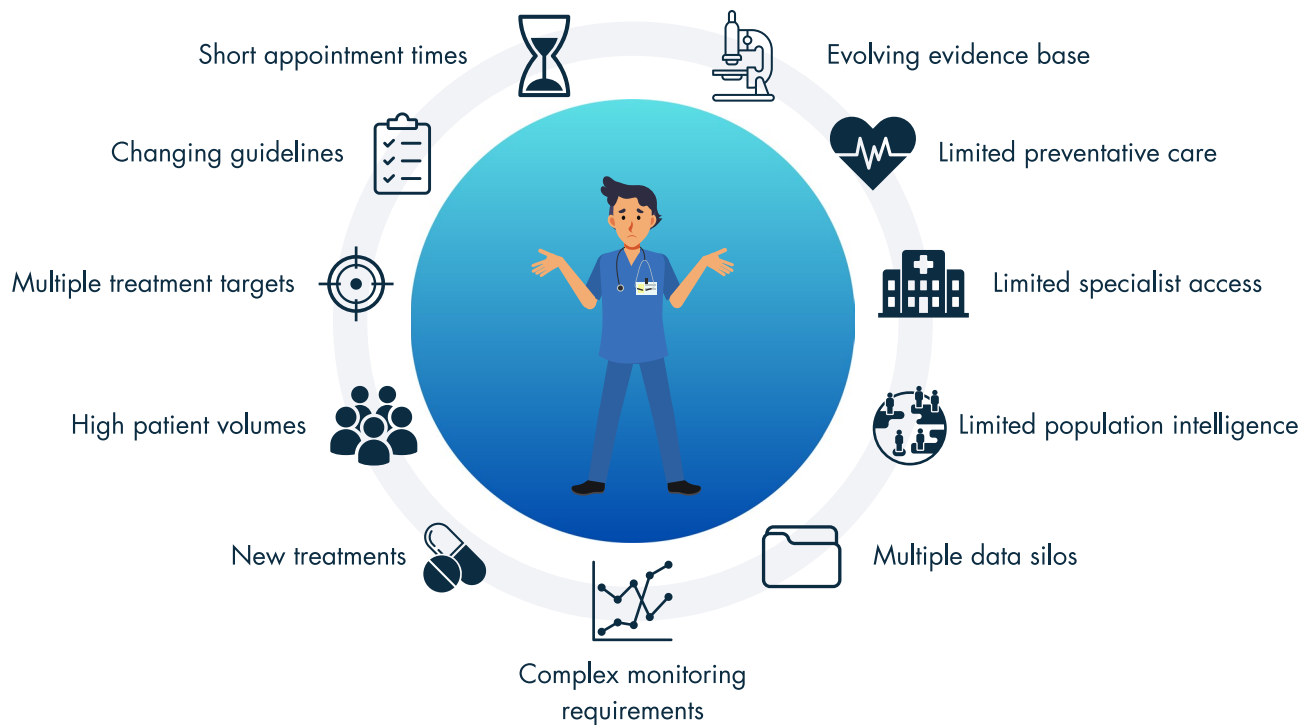 Short appointment times
Evolving evidence base
Changing guidelines
Limited preventative care
Multiple treatment targets
Limited specialist access
High patient volumes
Limited population intelligence
New treatments
Multiple data silos
Complex monitoring
requirements